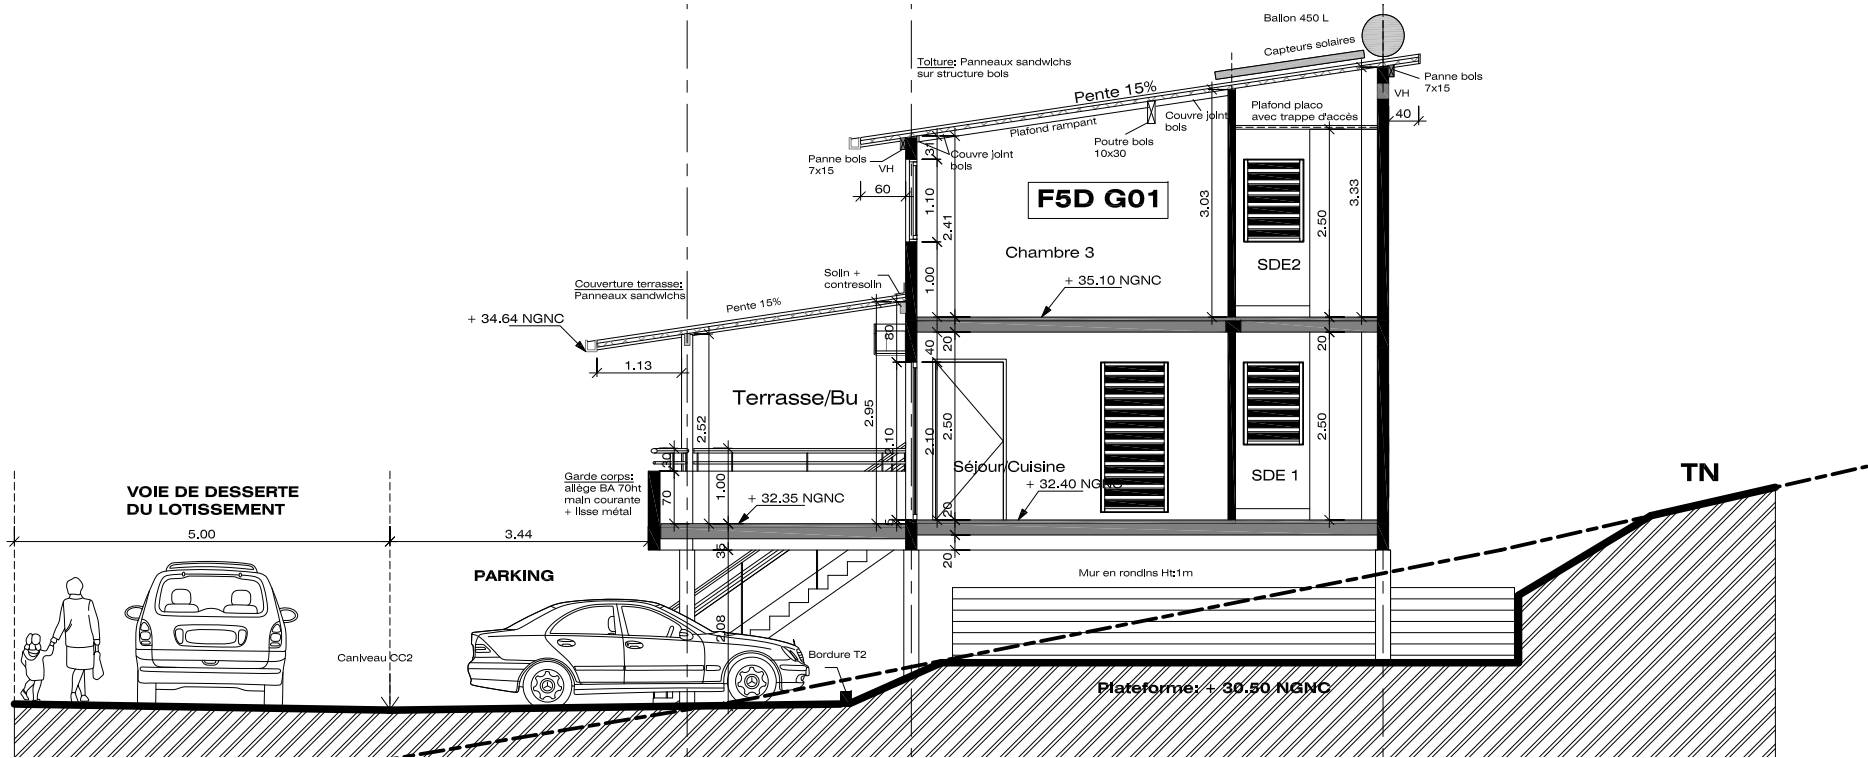 Ballon 450 L
Capteurs solaires
Toiture: Panneaux sandwichs
sur structure bois
Pente 15%
Panne bois
7x15
VH
40
Plafond placo
avec trappe d'accès
Couvre joint
bois
Plafond rampant
Poutre bois
10x30
31
Couvre joint
bois
Panne bois
7x15
VH
60
1.10
2.41
F5D G01
3.03
2.50
3.33
Chambre 3
SDE2
+ 35.10 NGNC
1.00
Solin +
contresolin
Couverture terrasse:
Panneaux sandwichs
Pente 15%
+ 34.64 NGNC
1.13
80
40
20
20
Terrasse/Bu
2.52
2.95
2.10
2.10
2.50
2.50
Séjour/Cuisine
SDE 1
+ 32.40 NGNC
TN
30
70
1.00
Garde corps:
allège BA 70ht
main courante
+ lisse métal
+ 32.35 NGNC
5
20
VOIE DE DESSERTE
DU LOTISSEMENT
5.00
3.44
35
20
PARKING
Mur en rondins Ht:1m
2.08
Caniveau CC2
Bordure T2
Plateforme: + 30.50 NGNC